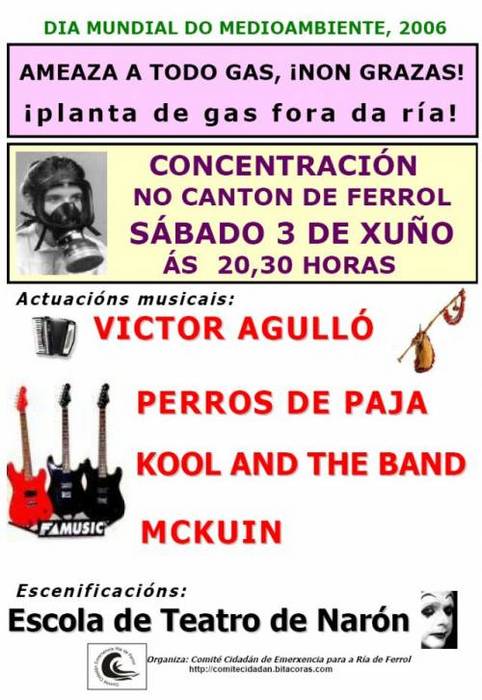 DIA MUNDIAL DO MEDIOAMBIENTE, 2006
AMEAZA A TODO GAS, ¡NON GRAZAS!
¡planta de gas fora da ría!
CONCENTRACIÓN
NO CANTON DE FERROL
SÁBADO 3 DE XUÑO
ÁS 20,30 HORAS
Actuacións musicais:
VICTOR AGULLÓ
PERROS DE PAJA
KOOL AND THE BAND
MCKUIN
FAMUSIC
Escenificacións:
Escola de Teatro de Narón
Organiza: Comité Cidadán de Emerxencia para a Ría de Ferrol
http://comitecidadan.bitacoras.com